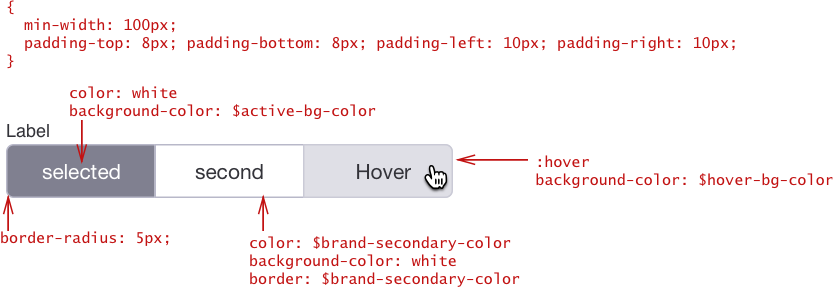 {
min-width: 100px;
padding-top: 8px; padding-bottom: 8px; padding-left: 10px; padding-right: 10px;
}
color: white
background-color: $active-bg-color
Label
selected
second
Hover
:hover
background-color: $hover-bg-color
border-radius: 5px;
color: $brand-secondary-color
background-color: white
border: $brand-secondary-color